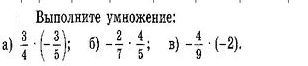 Выполните умножение:
а) 3/4 · (−3/5); б) −2/7 · 4/5; в) −4/9 · (−2).